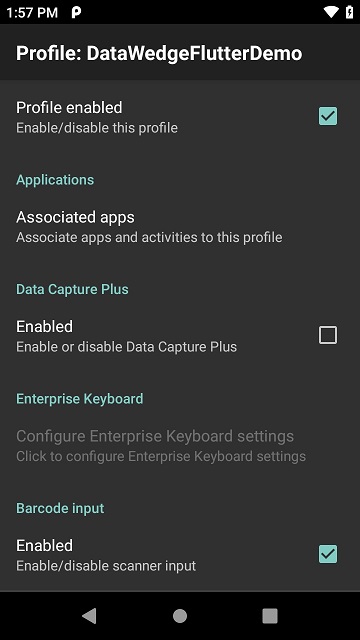 1:57 PM
Profile: DataWedgeFlutterDemo
Profile enabled
Enable/disable this profile
Applications
Associated apps
Associate apps and activities to this profile
Data Capture Plus
Enabled
Enable or disable Data Capture Plus
Enterprise Keyboard
Configure Enterprise Keyboard settings
Click to configure Enterprise Keyboard settings
Barcode input
Enabled
Enable/disable scanner input